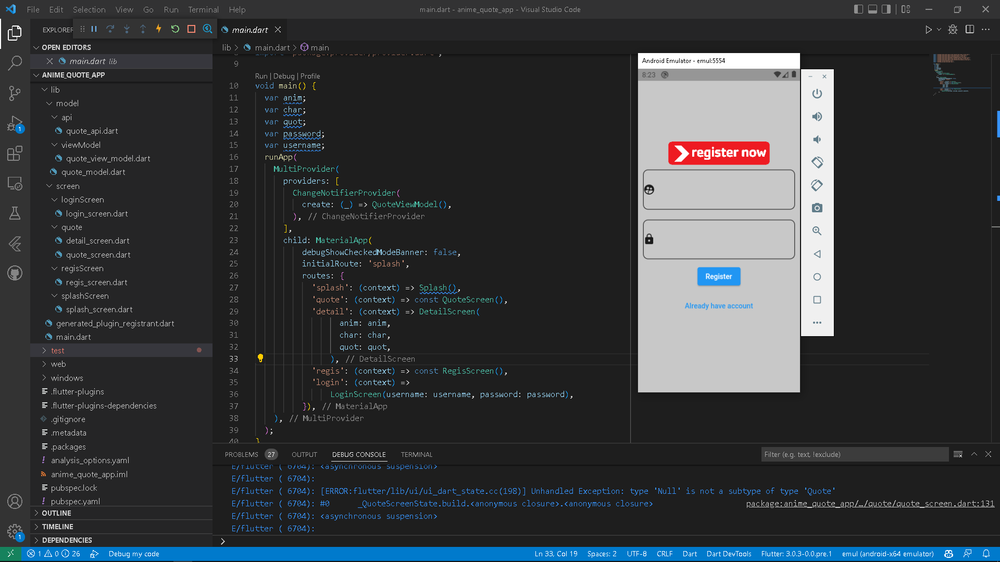 File Edit Selection View Go Run Terminal Help
main.dart - anime_quote_app - Visual Studio Code
EXPLORER
main.dart
OPEN EDITORS
main.dart lib
ANIME_QUOTE_APP
lib
model
api
quote_api.dart
viewModel
quote_view_model.dart
quote_model.dart
screen
loginScreen
login_screen.dart
quote
detail_screen.dart
quote_screen.dart
regisScreen
regis_screen.dart
splashScreen
splash_screen.dart
generated_plugin_registrant.dart
main.dart
test
web
windows
.flutter-plugins
.flutter-plugins-dependencies
.gitignore
.metadata
.packages
analysis_options.yaml
anime_quote_app.iml
pubspec.lock
pubspec.yaml
OUTLINE
TIMELINE
DEPENDENCIES
1
1
lib > main.dart > main
8 import 'package:provider/provider.dart';
9
Run | Debug | Profile
10 void main() {
11 var anim;
12 var char;
13 var quot;
14 var password;
15 var username;
16 runApp(
17 MultiProvider(
18 providers: [
19 ChangeNotifierProvider(
20 create: (_) => QuoteViewModel(),
21 ), // ChangeNotifierProvider
22 ],
23 child: MaterialApp(
24 debugShowCheckedModeBanner: false,
25 initialRoute: 'splash',
26 routes: {
27 'splash': (context) => Splash(),
28 'quote': (context) => const QuoteScreen(),
29 'detail': (context) => DetailScreen(
30 anim: anim,
31 char: char,
32 quot: quot,
33 ), // DetailScreen
34 'regis': (context) => const RegisScreen(),
35 'login': (context) =>
36 LoginScreen(username: username, password: password),
37 }), // MaterialApp
38 ), // MultiProvider
39 );
40 }
Android Emulator - emul:5554
8:23
register now
Register
Already have account
PROBLEMS 27 OUTPUT DEBUG CONSOLE TERMINAL
Filter (e.g. text, !exclude)
E/flutter ( 6704): <asynchronous suspension>
E/flutter ( 6704):
E/flutter ( 6704): [ERROR:flutter/lib/ui/ui_dart_state.cc(198)] Unhandled Exception: type 'Null' is not a subtype of type 'Quote'
E/flutter ( 6704): #0 _QuoteScreenState.build.<anonymous closure>.<anonymous closure> package:anime_quote_app/…/quote/quote_screen.dart:131
E/flutter ( 6704): <asynchronous suspension>
E/flutter ( 6704):
1 0 26 Debug my code
Ln 33, Col 19 Spaces: 2 UTF-8 CRLF Dart Dart DevTools Flutter: 3.0.3-0.0.pre.1 emul (android-x64 emulator)